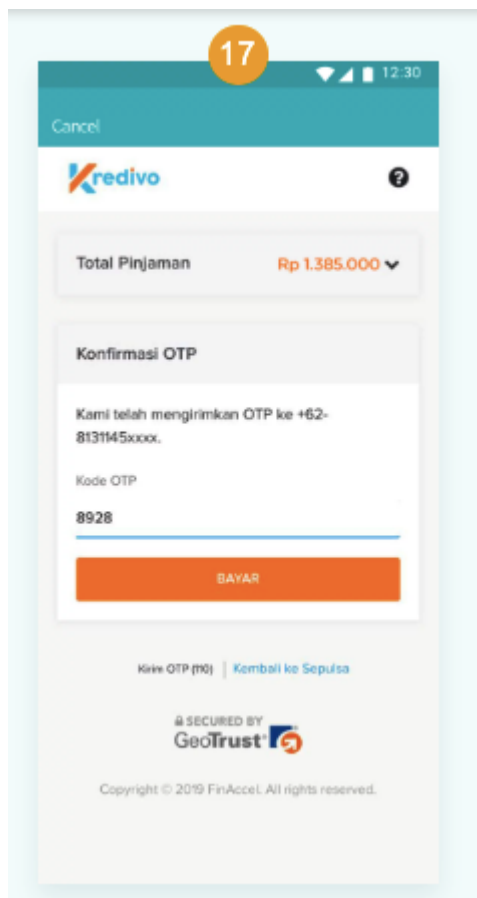 17
12:30
Cancel
Kredivo
Total Pinjaman Rp 1.385.000
Konfirmasi OTP
Kami telah mengirimkan OTP ke +62-
8131145xxxx.
Kode OTP
8928
BAYAR
Kirim OTP (110) | Kembali ke Sepulsa
SECURED BY
GeoTrust
Copyright © 2019 FinAccel. All rights reserved.